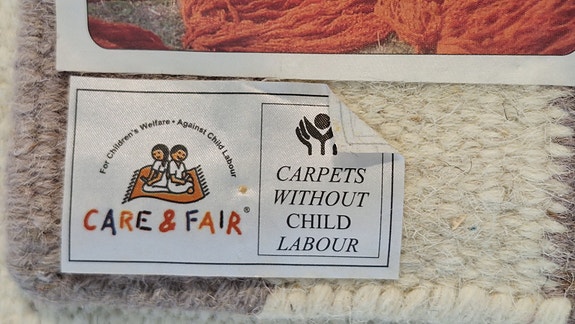 For Children's Welfare • Against Child Labour
CARE & FAIR®
CARPETS
WITHOUT
CHILD
LABOUR